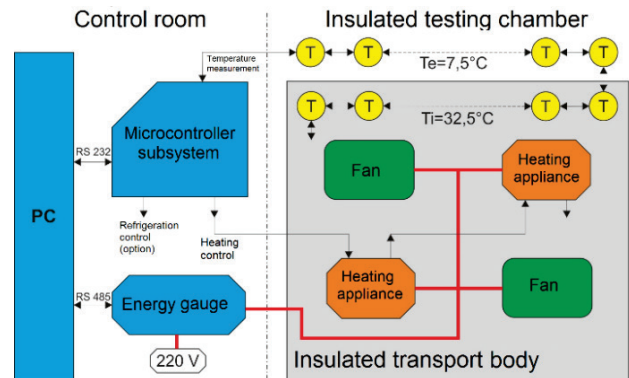 Control room
Insulated testing chamber
Temperature
measurement
T
T
T
T
Te=7,5°C
T
T
T
T
Ti=32,5°C
Microcontroller
subsystem
RS 232
Fan
Heating
appliance
PC
Refrigeration
control
(option)
Heating
control
Heating
appliance
Fan
RS 485
Energy gauge
220 V
Insulated transport body